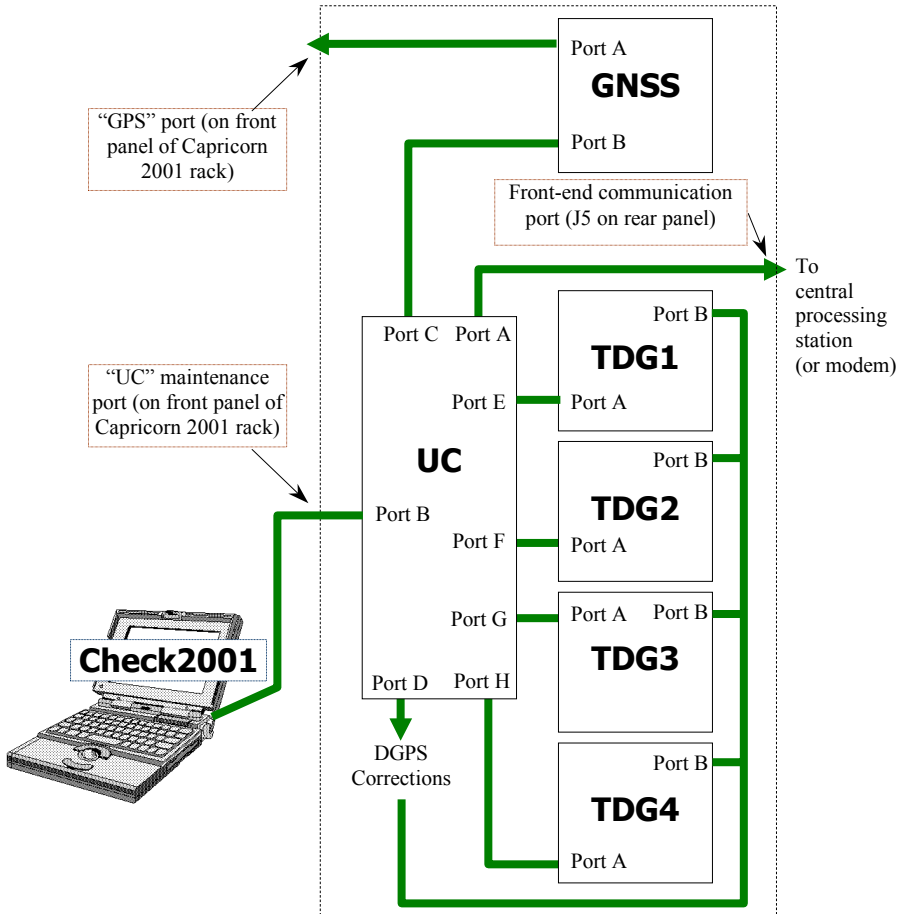 Port A
GNSS
Port B
“GPS” port (on front
panel of Capricorn
2001 rack)
Front-end communication
port (J5 on rear panel)
To
central
processing
station
(or modem)
Port C
Port A
Port B
TDG1
Port A
“UC” maintenance
port (on front panel of
Capricorn 2001 rack)
Port E
UC
Port B
Port F
Port G
Port D
Port H
Port B
TDG2
Port A
Port A
Port B
TDG3
Check2001
DGPS
Corrections
Port B
TDG4
Port A